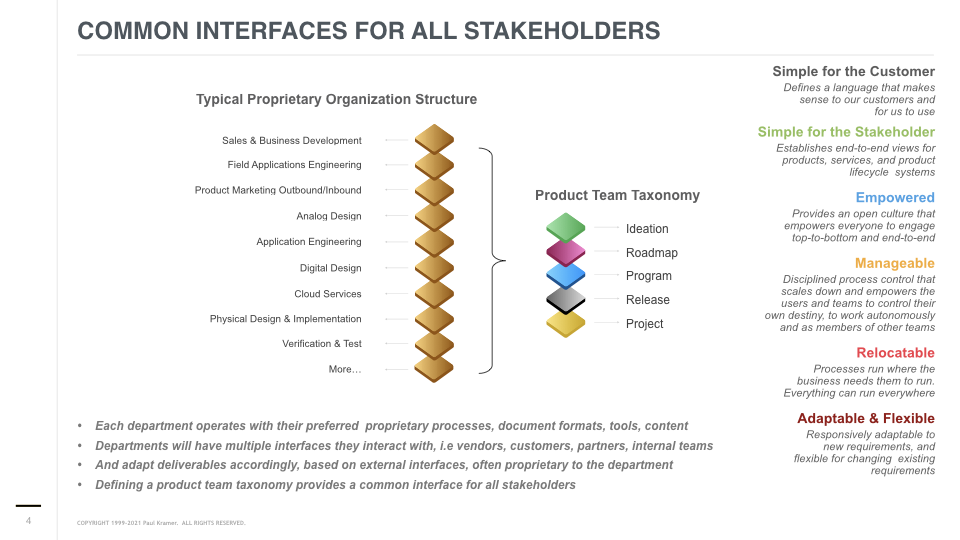 COMMON INTERFACES FOR ALL STAKEHOLDERS
Typical Proprietary Organization Structure
Sales & Business Development
Field Applications Engineering
Product Marketing Outbound/Inbound
Analog Design
Application Engineering
Digital Design
Cloud Services
Physical Design & Implementation
Verification & Test
More…
Product Team Taxonomy
Ideation
Roadmap
Program
Release
Project
Simple for the Customer
Defines a language that makes
sense to our customers and
for us to use
Simple for the Stakeholder
Establishes end-to-end views for
products, services, and product
lifecycle systems
Empowered
Provides an open culture that
empowers everyone to engage
top-to-bottom and end-to-end
Manageable
Disciplined process control that
scales down and empowers the
users and teams to control their
own destiny, to work autonomously
and as members of other teams
Relocatable
Processes run where the
business needs them to run.
Everything can run everywhere
Adaptable & Flexible
Responsively adaptable to
new requirements, and
flexible for changing existing
requirements
• Each department operates with their preferred proprietary processes, document formats, tools, content
• Departments will have multiple interfaces they interact with, i.e vendors, customers, partners, internal teams
• And adapt deliverables accordingly, based on external interfaces, often proprietary to the department
• Defining a product team taxonomy provides a common interface for all stakeholders
4
COPYRIGHT 1999-2021 Paul Kramer. ALL RIGHTS RESERVED.